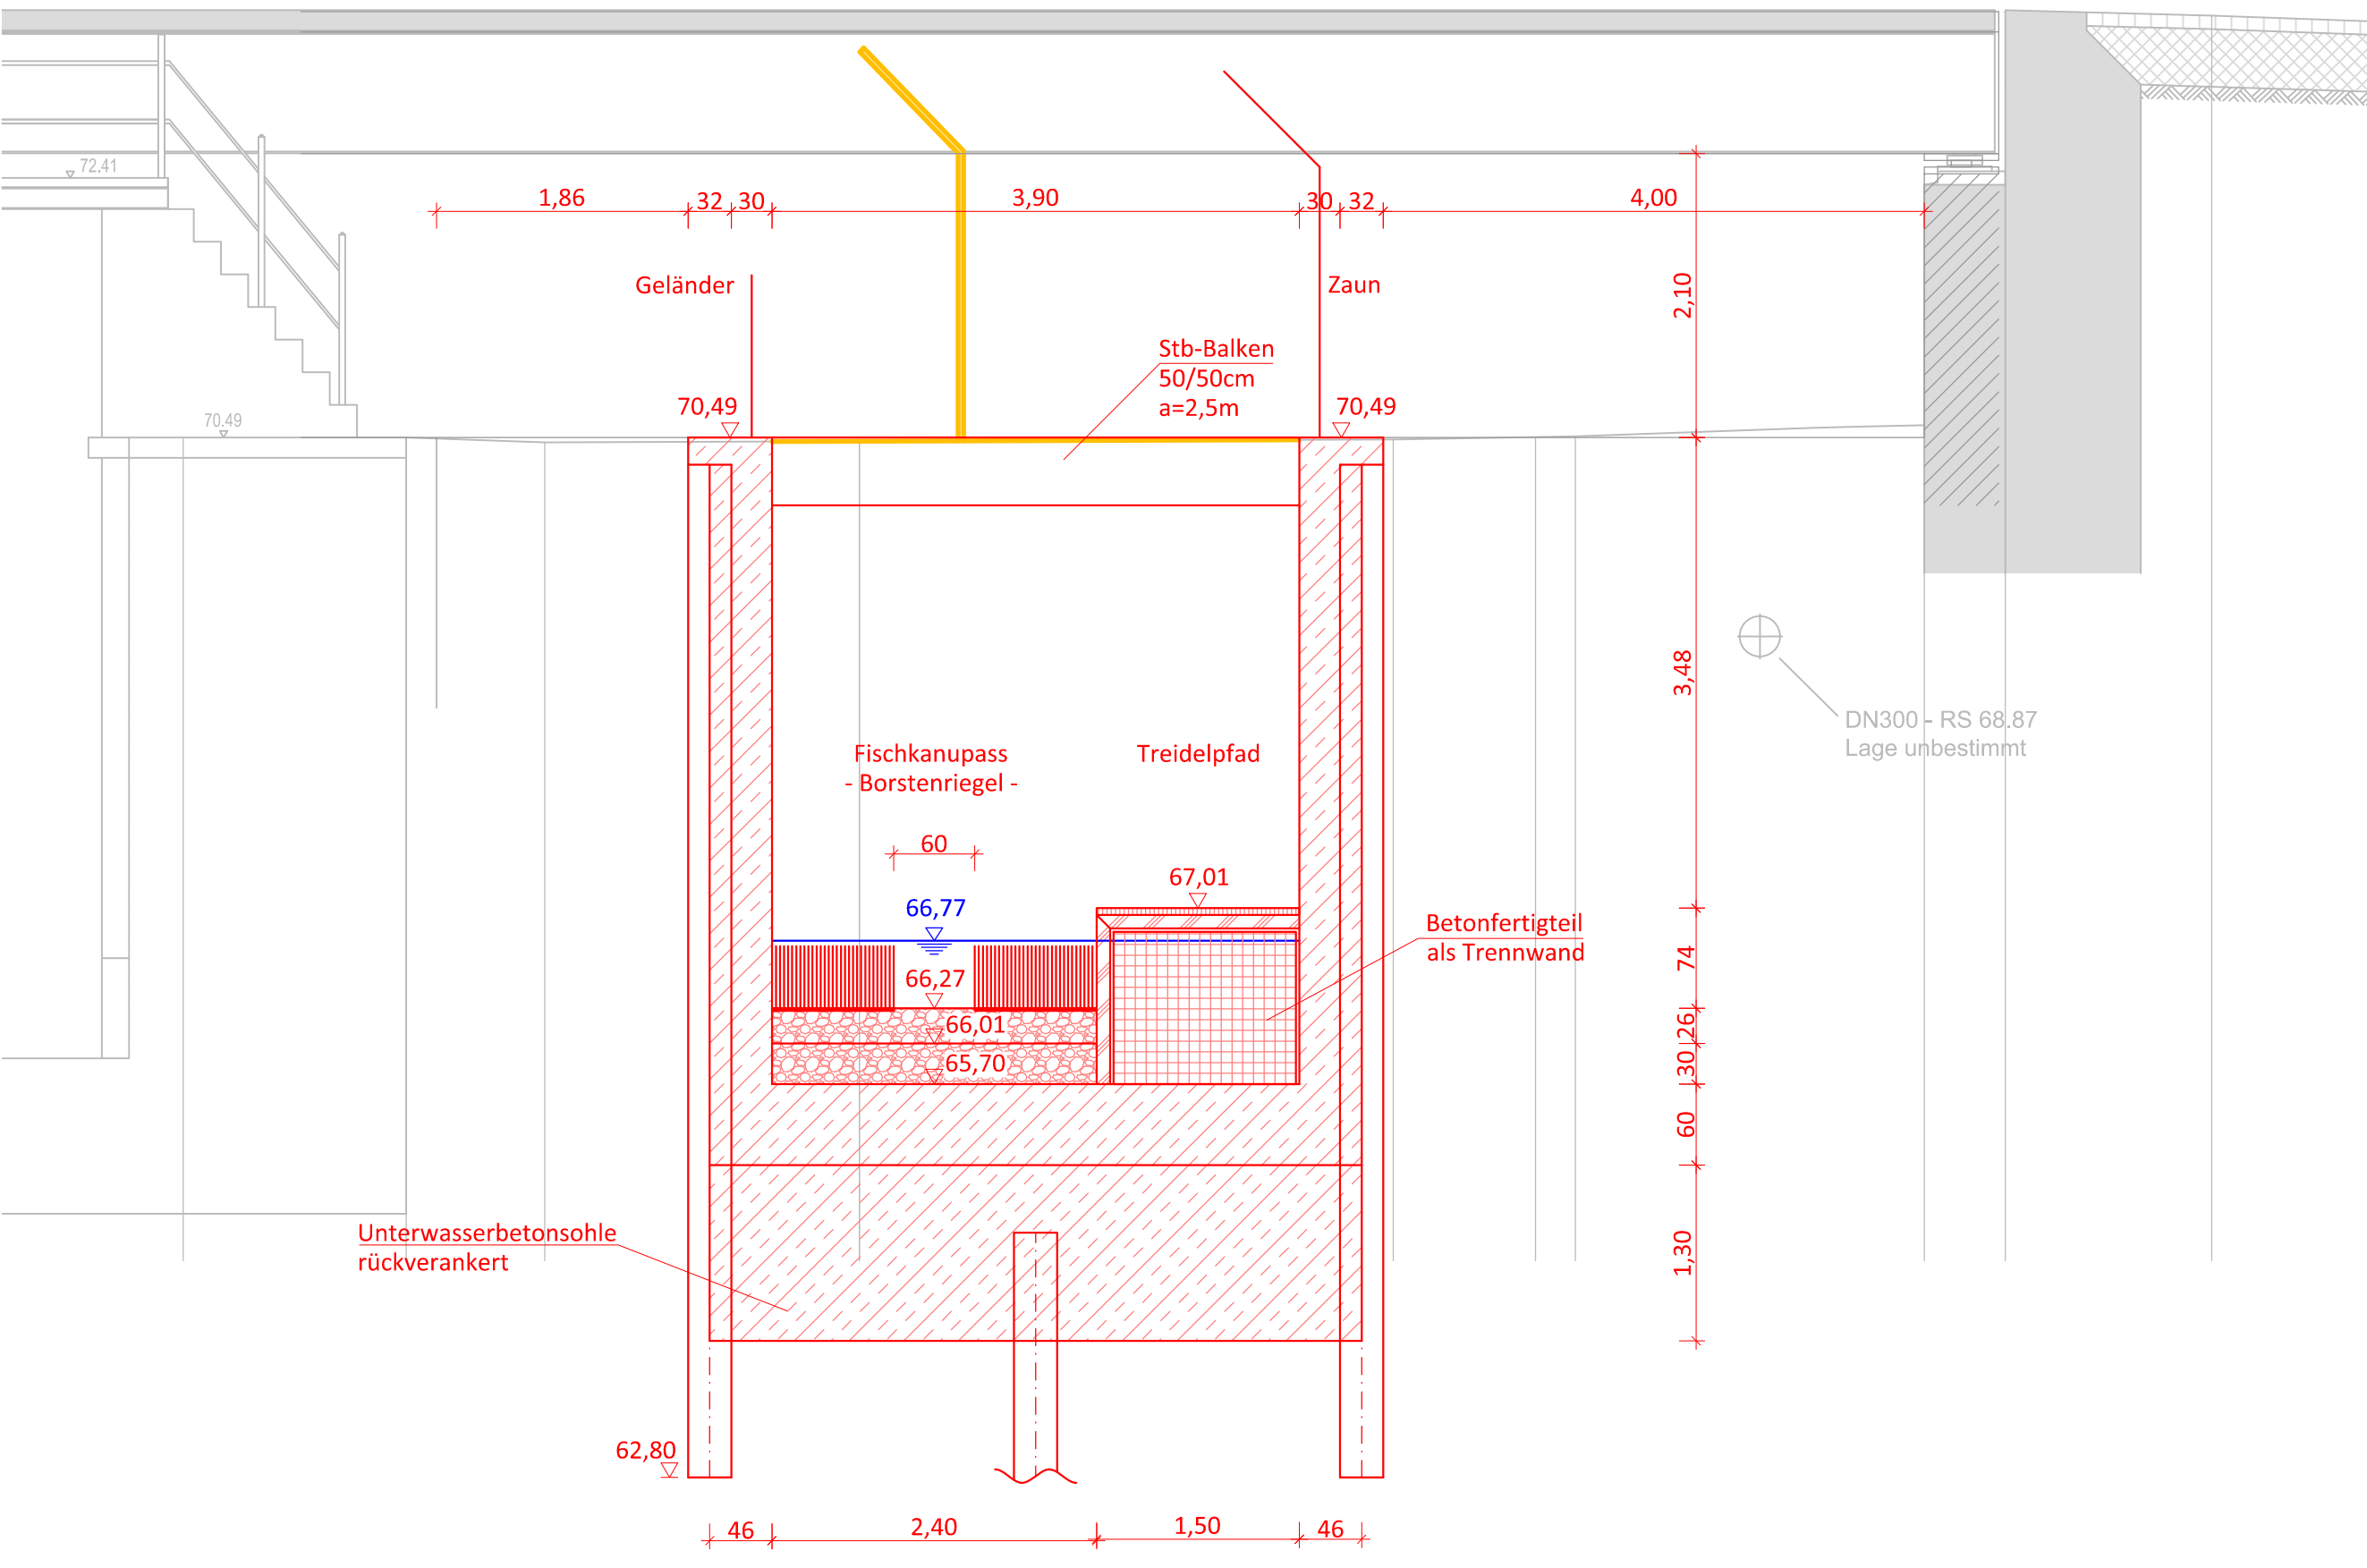 72.41
1,86
32
30
3,90
30
32
4,00
Geländer
Zaun
2,10
Stb-Balken
50/50cm
a=2,5m
70,49
70,49
70.49
3,48
DN300 - RS 68.87
Lage unbestimmt
Fischkanupass
- Borstenriegel -
Treidelpfad
60
67,01
66,77
Betonfertigteil
als Trennwand
74
66,27
66,01
26
65,70
30
60
Unterwasserbetonsohle
rückverankert
1,30
62,80
46
2,40
1,50
46